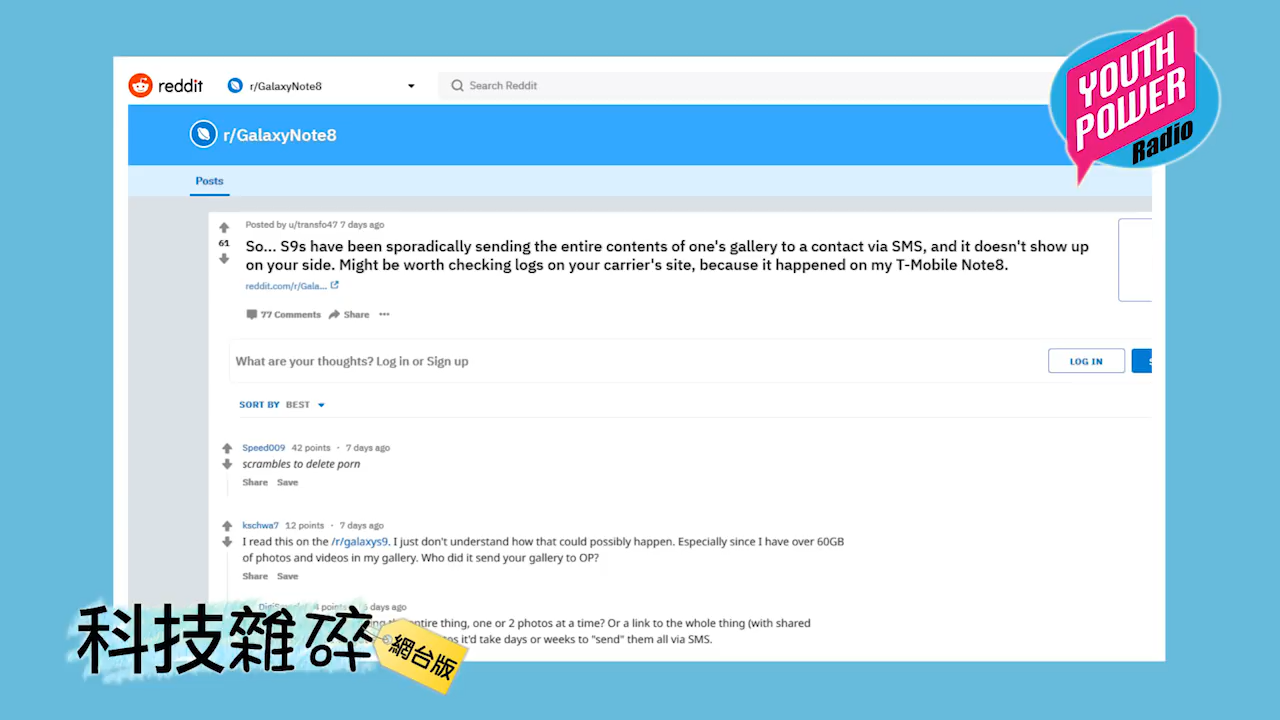 reddit
r/GalaxyNote8
Search Reddit
YOUTH
POWER
Radio
r/GalaxyNote8
Posts
Posted by u/transfo47 7 days ago
61
So... S9s have been sporadically sending the entire contents of one's gallery to a contact via SMS, and it doesn't show up
on your side. Might be worth checking logs on your carrier's site, because it happened on my T-Mobile Note8.
reddit.com/r/Gala...
77 Comments Share
What are your thoughts? Log in or Sign up
LOG IN
SORT BY BEST
Speed009 42 points · 7 days ago
scrambles to delete porn
Share Save
kschwa7 12 points · 7 days ago
I read this on the /r/galaxys9. I just don't understand how that could possibly happen. Especially since I have over 60GB
of photos and videos in my gallery. Who did it send your gallery to OP?
Share Save
points days ago
entire thing, one or 2 photos at a time? Or a link to the whole thing (with shared
it'd take days or weeks to "send" them all via SMS.
科技雜碎
網台版